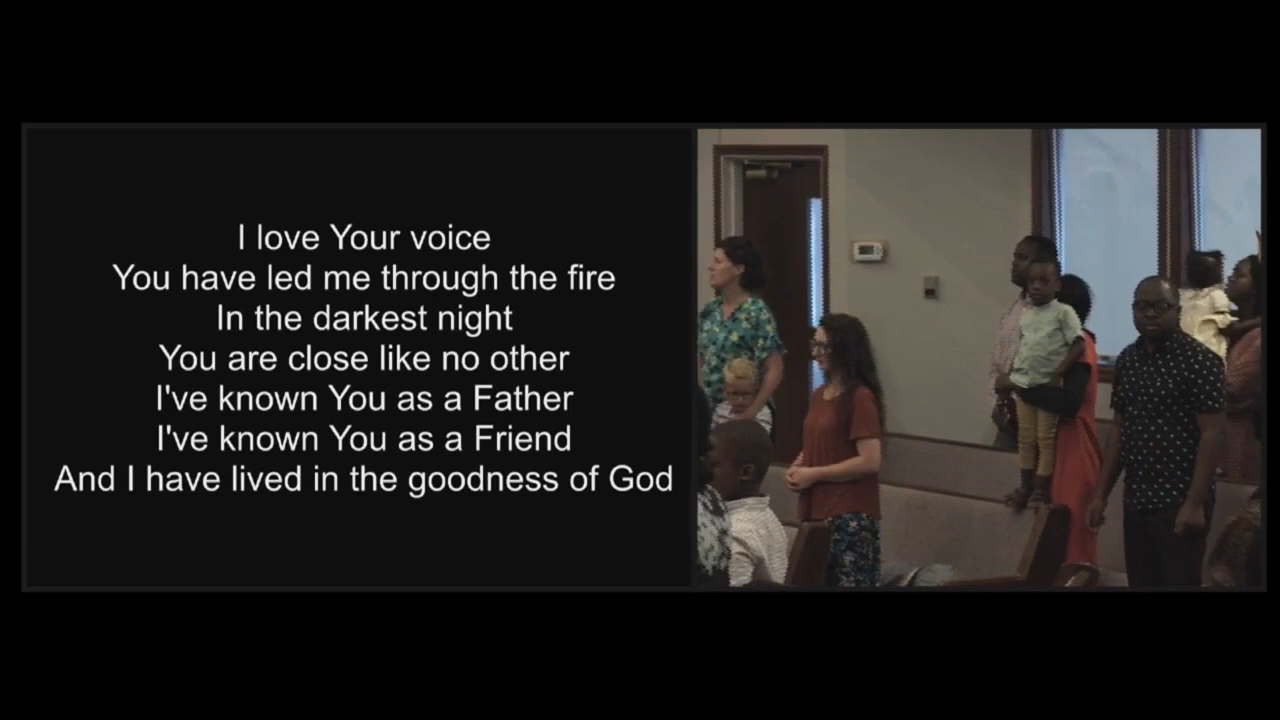 I love Your voice
You have led me through the fire
In the darkest night
You are close like no other
I've known You as a Father
I've known You as a Friend
And I have lived in the goodness of God